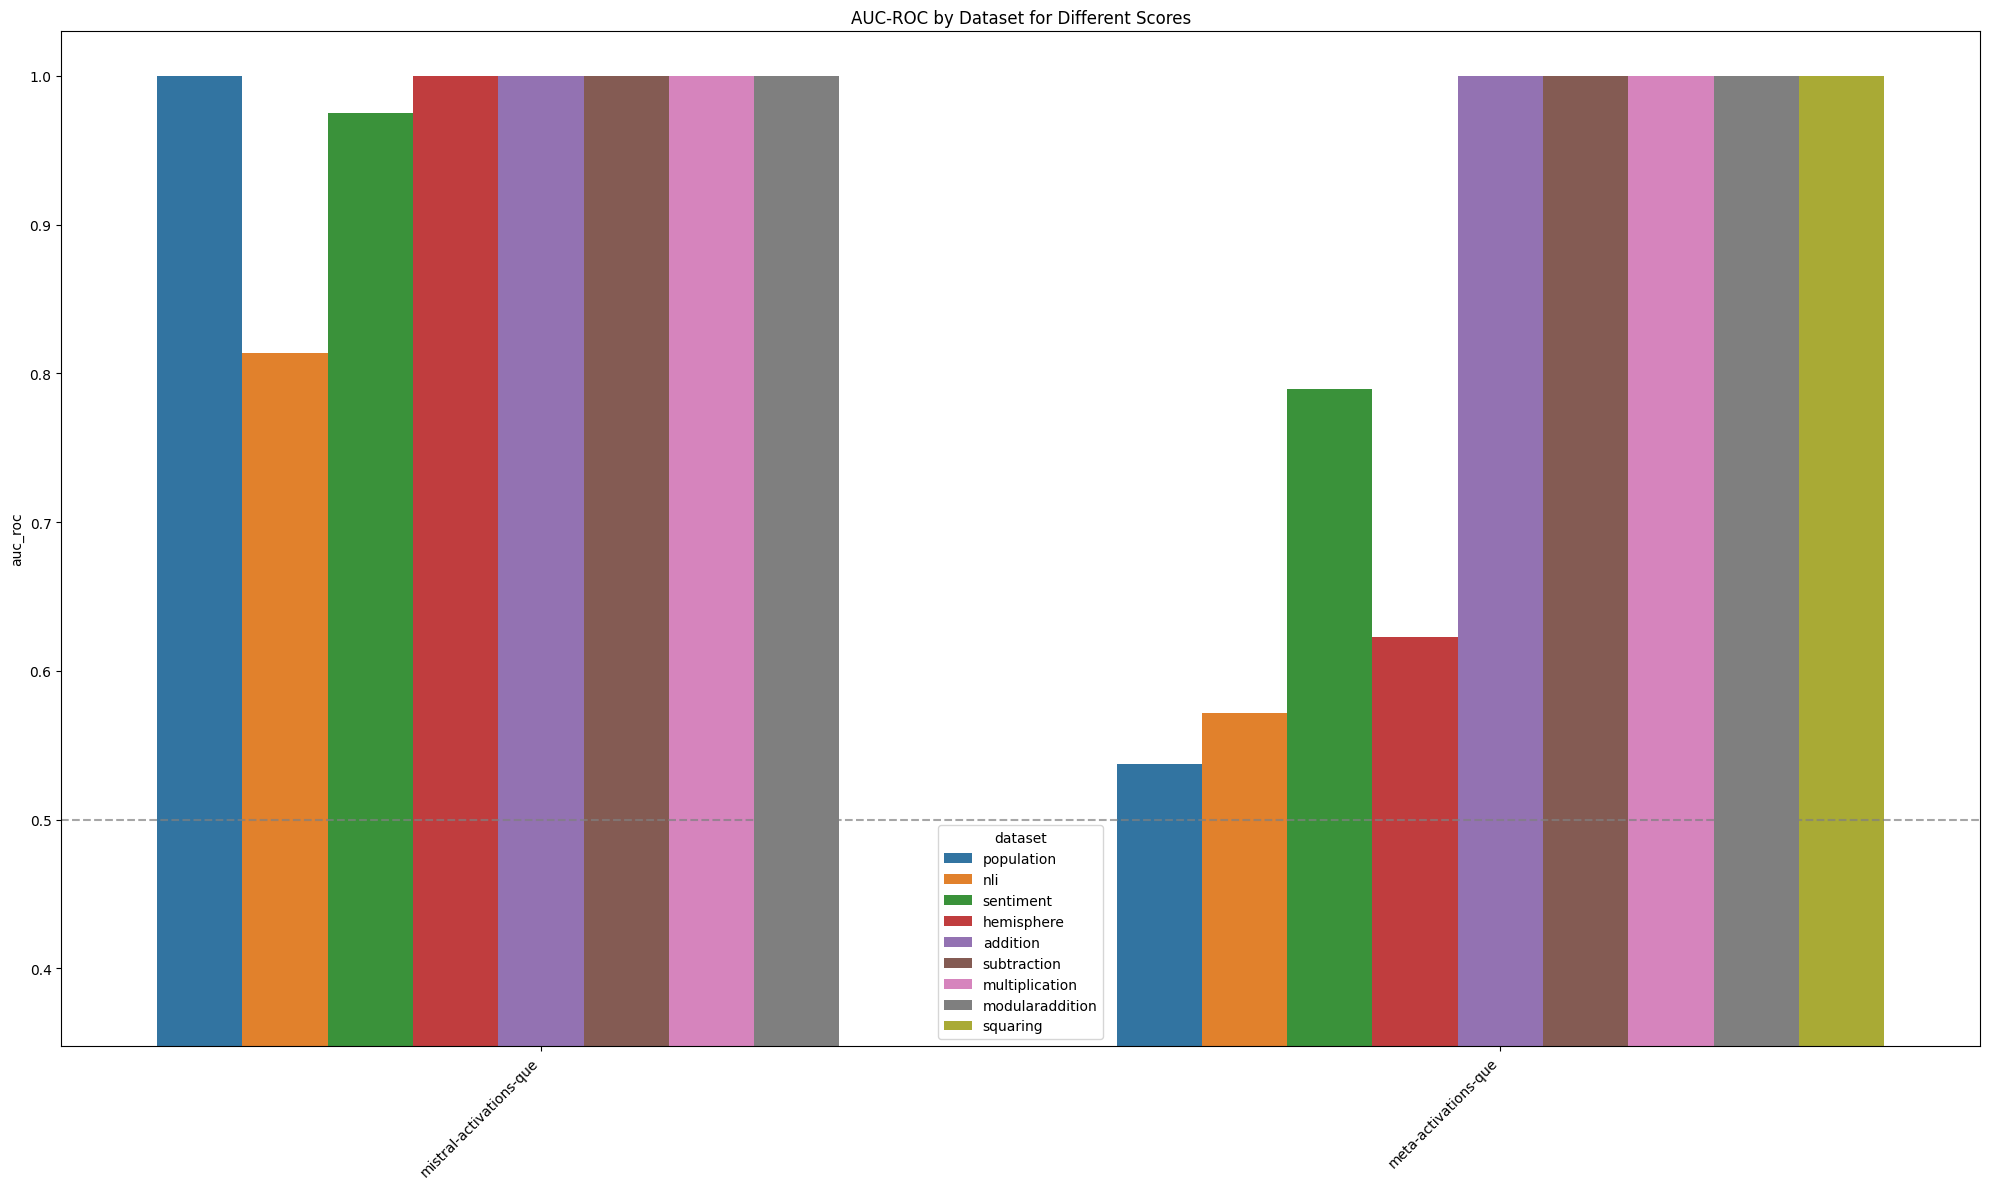 AUC-ROC by Dataset for Different Scores
auc_roc
1.0
0.9
0.8
0.7
0.6
0.5
0.4
dataset
population
nli
sentiment
hemisphere
addition
subtraction
multiplication
modularaddition
squaring
mistral-activations-que
meta-activations-que